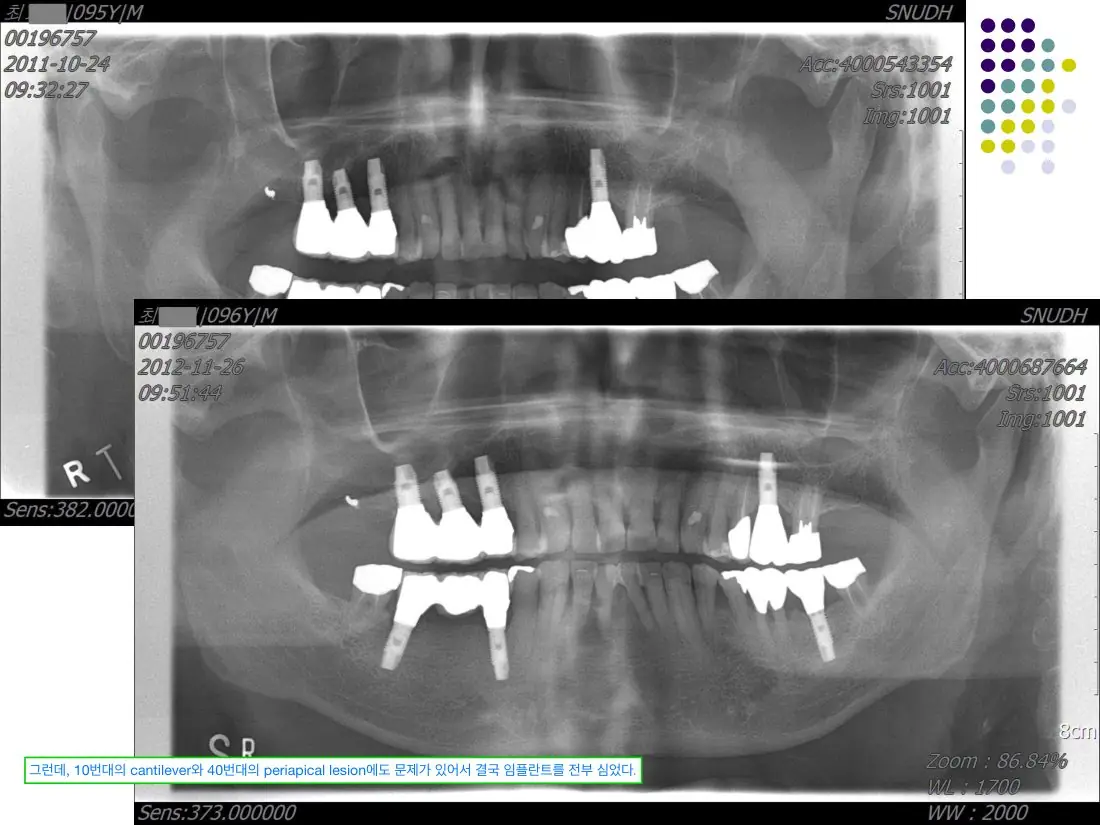 최
|095Y|M
SNUDH
00196757
2011-10-24
09:32:27
Acc:4000543354
Srs:1001
Img:1001
R T
Sens:382.0000
최
|096Y|M
SNUDH
00196757
2012-11-26
09:51:44
Acc:4000687664
Srs:1001
Img:1001
S R
8cm
그런데, 10번대의 cantilever와 40번대의 periapical lesion에도 문제가 있어서 결국 임플란트를 전부 심었다.
Zoom : 86.84%
WL : 1700
WW : 2000
Sens:373.000000